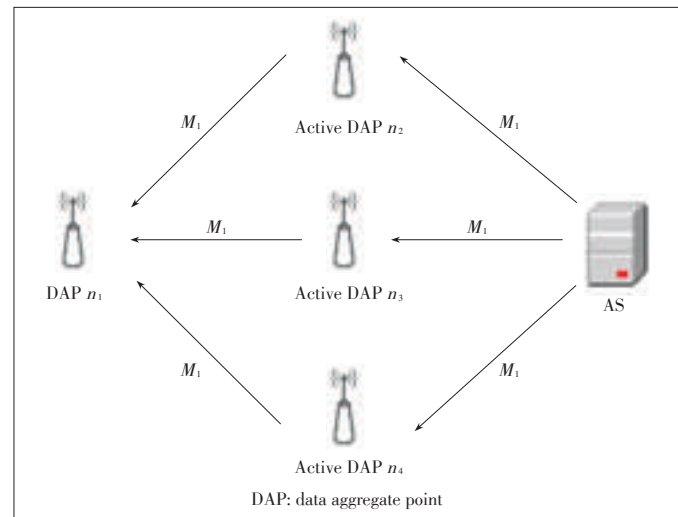 M₁
M₁
Active DAP n₂
M₁
M₁
DAP n₁
Active DAP n₃
AS
M₁
M₁
Active DAP n₄
DAP: data aggregate point